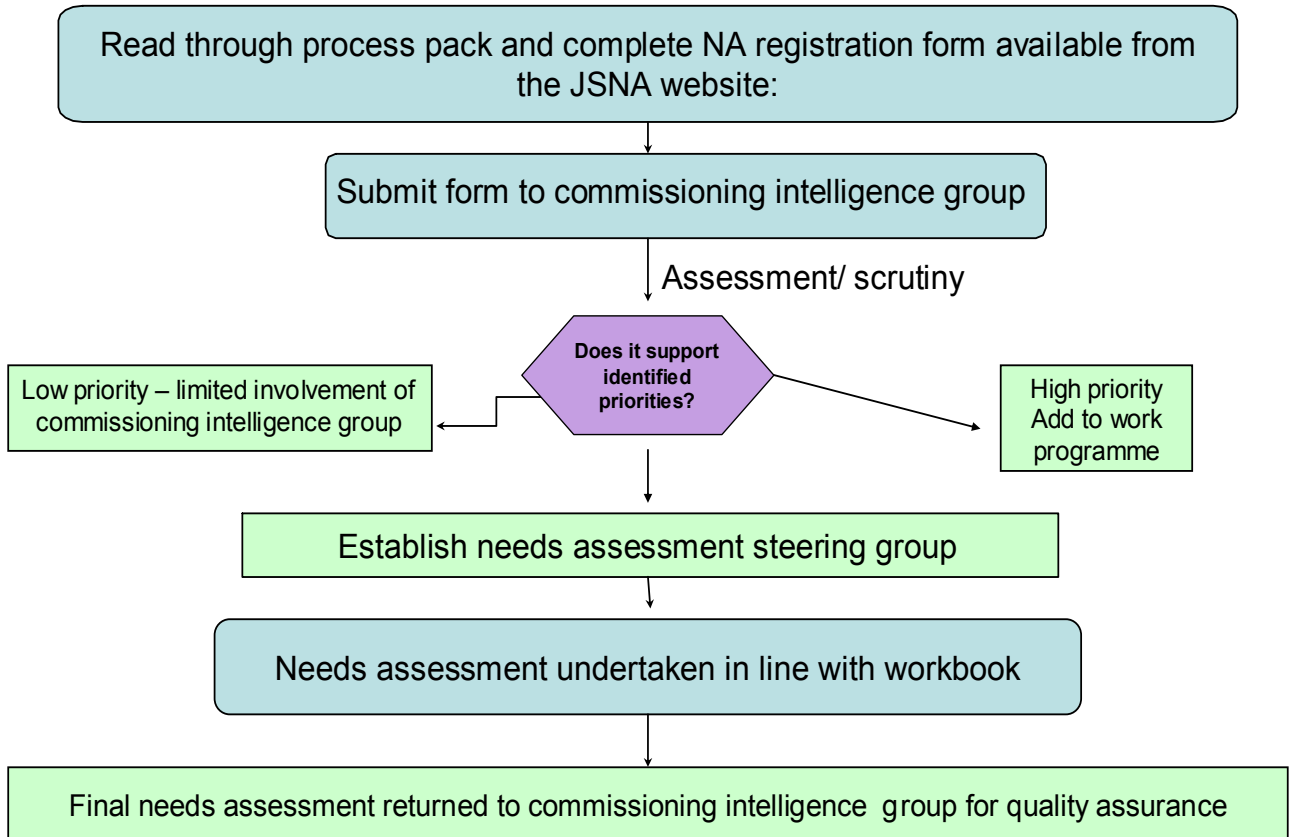 Read through process pack and complete NA registration form available from
the JSNA website:
Submit form to commissioning intelligence group
Assessment/ scrutiny
Does it support
identified
priorities?
Low priority – limited involvement of
commissioning intelligence group
High priority
Add to work
programme
Establish needs assessment steering group
Needs assessment undertaken in line with workbook
Final needs assessment returned to commissioning intelligence group for quality assurance